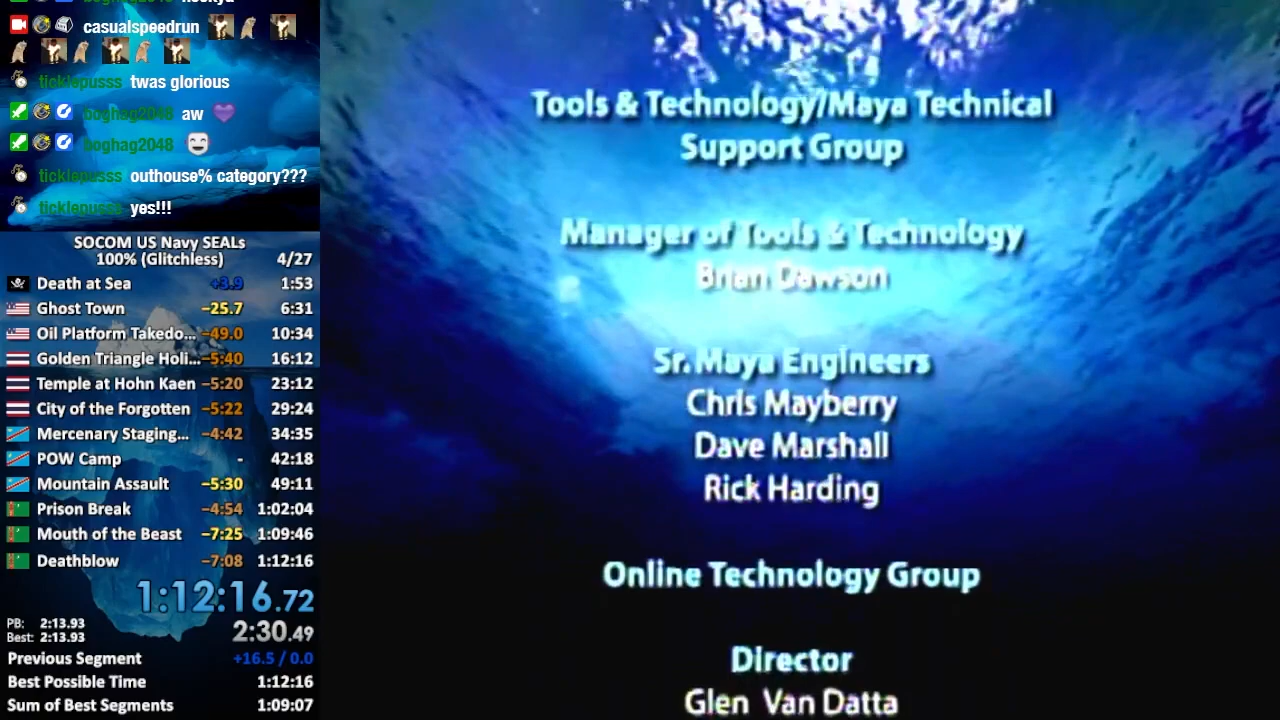 casualspeedrun
ticklepusss twas glorious
boghag2048 aw
boghag2048
ticklepusss outhouse% category???
ticklepusss yes!!!
SOCOM US Navy SEALs
100% (Glitchless) 4/27
Death at Sea +3.9 1:53
Ghost Town −25.7 6:31
Oil Platform Takedo... −49.0 10:34
Golden Triangle Holi... −5:40 16:12
Temple at Hohn Kaen −5:20 23:12
City of the Forgotten −5:22 29:24
Mercenary Staging... −4:42 34:35
POW Camp - 42:18
Mountain Assault −5:30 49:11
Prison Break −4:54 1:02:04
Mouth of the Beast −7:25 1:09:46
Deathblow −7:08 1:12:16
1:12:16.72
PB: 2:13.93
Best: 2:13.93
2:30.49
Previous Segment +16.5 / 0.0
Best Possible Time 1:12:16
Sum of Best Segments 1:09:07
Tools & Technology/Maya Technical
Support Group
Manager of Tools & Technology
Brian Dawson
Sr. Maya Engineers
Chris Mayberry
Dave Marshall
Rick Harding
Online Technology Group
Director
Glen Van Datta